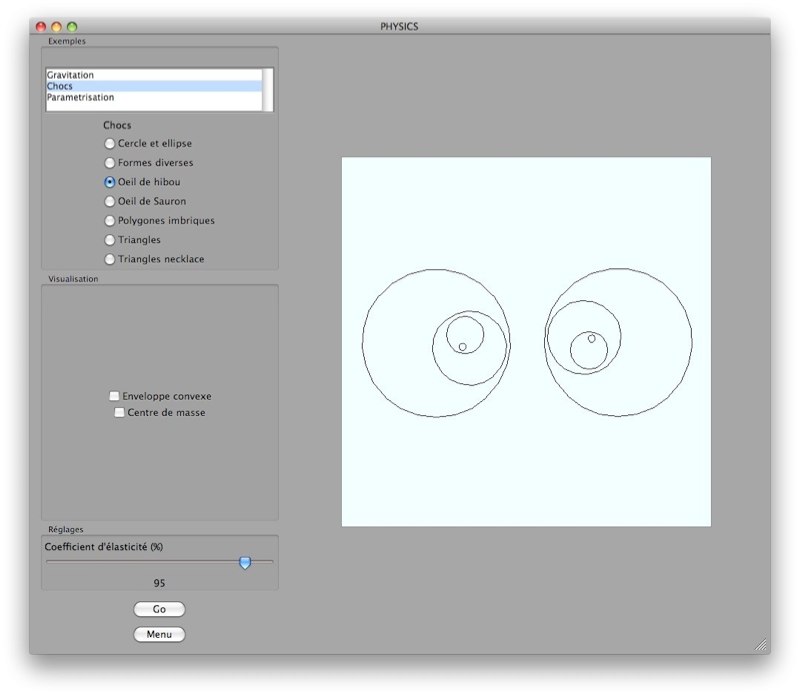 PHYSICS
Exemples
Gravitation
Chocs
Parametrisation
Chocs
Cercle et ellipse
Formes diverses
Oeil de hibou
Oeil de Sauron
Polygones imbriques
Triangles
Triangles necklace
Visualisation
Enveloppe convexe
Centre de masse
Réglages
Coefficient d'élasticité (%)
95
Go
Menu